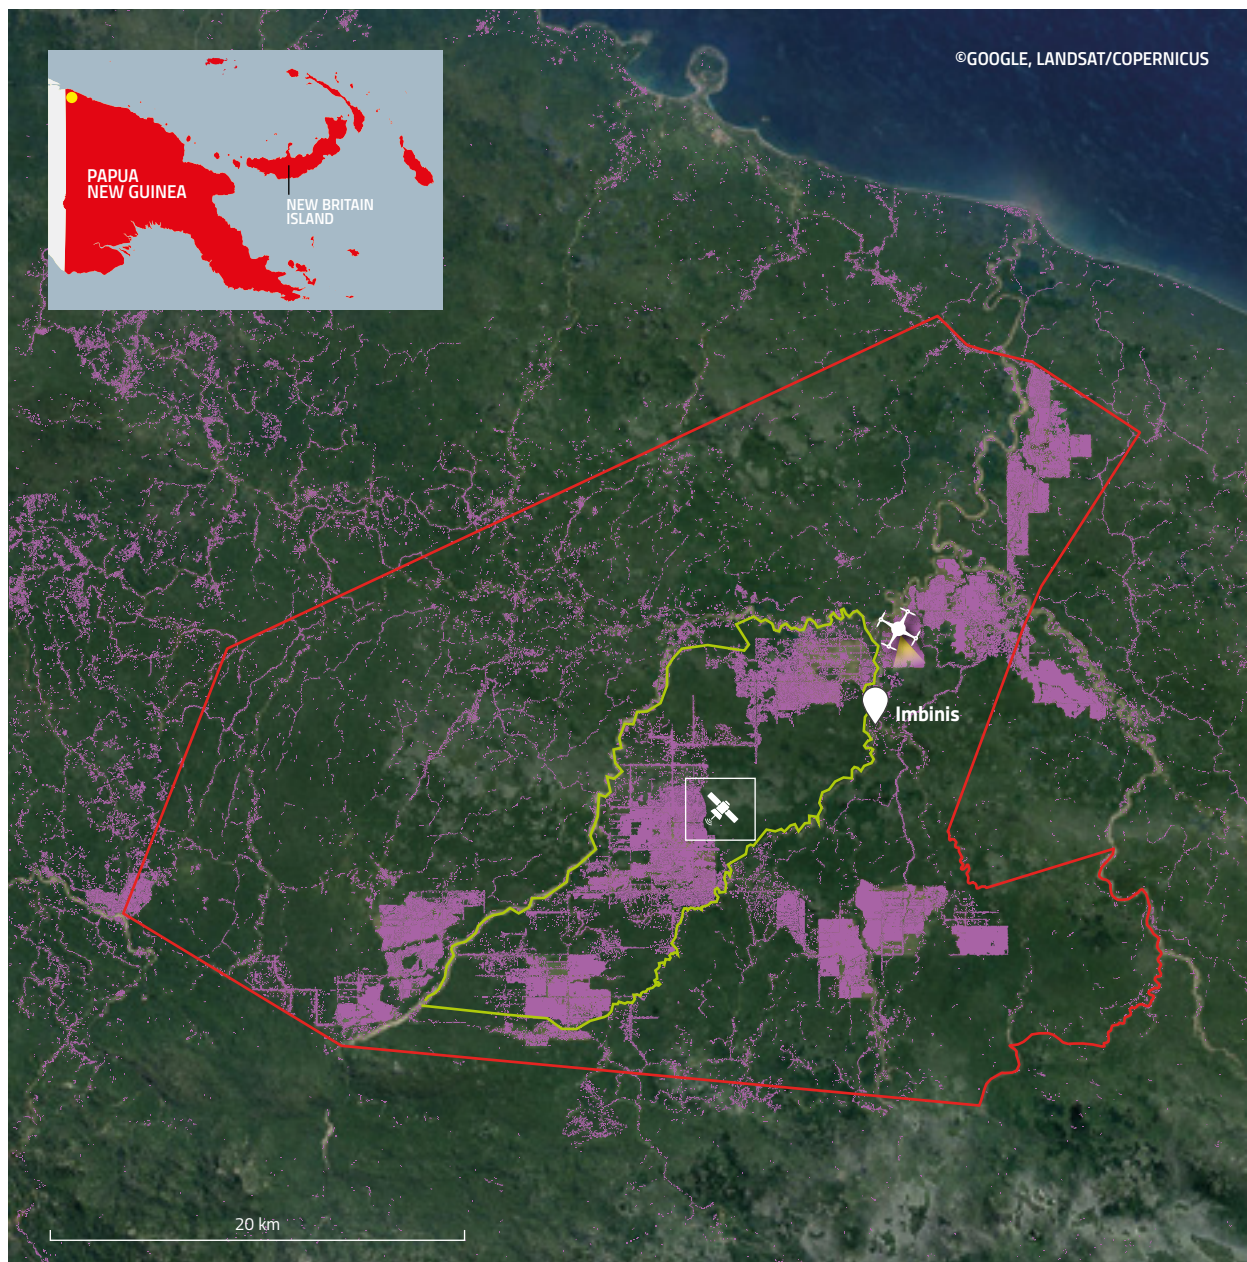 ©GOOGLE, LANDSAT/COPERNICUS
PAPUA
NEW GUINEA
NEW BRITAIN
ISLAND
Imbinis
20 km